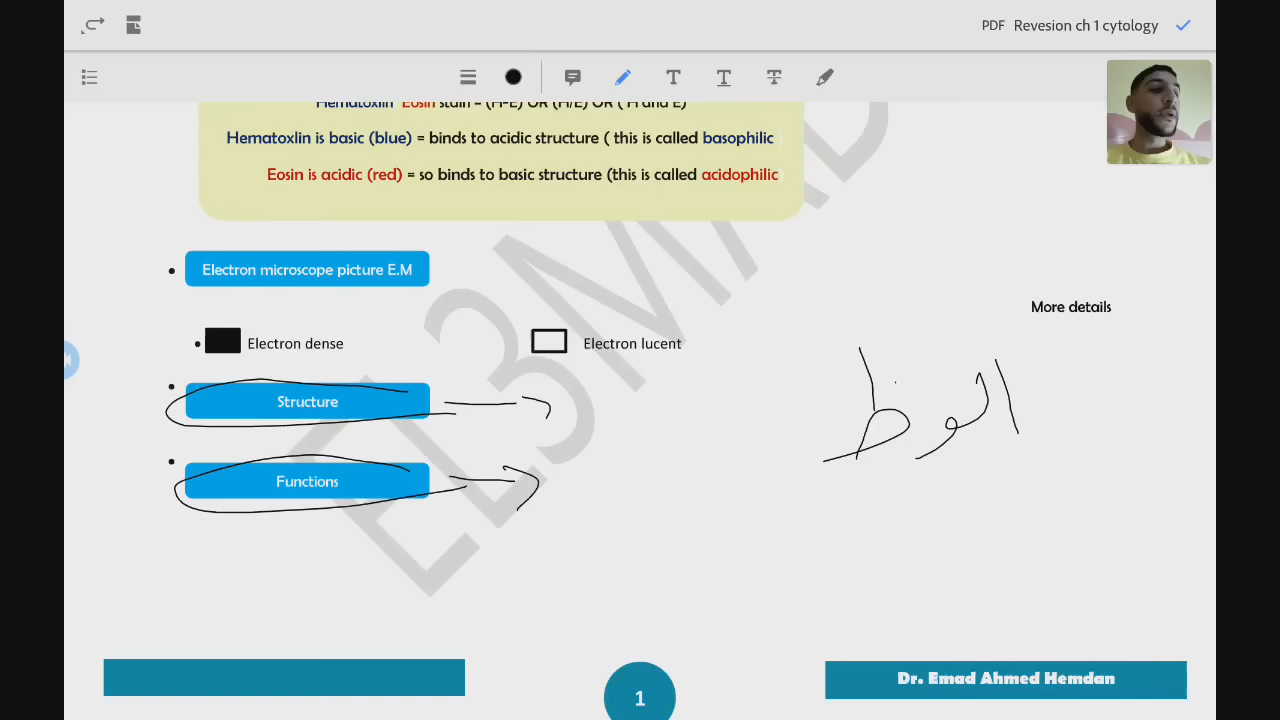 PDF Revesion ch 1 cytology
Hematoxlin Eosin stain = (H-E) OR (H/E) OR ( H and E)
Hematoxlin is basic (blue) = binds to acidic structure ( this is called basophilic
Eosin is acidic (red) = so binds to basic structure (this is called acidophilic
Electron microscope picture E.M
More details
Electron dense
Electron lucent
Structure
الوظ
Functions
EL3MAD
1
Dr. Emad Ahmed Hemdan